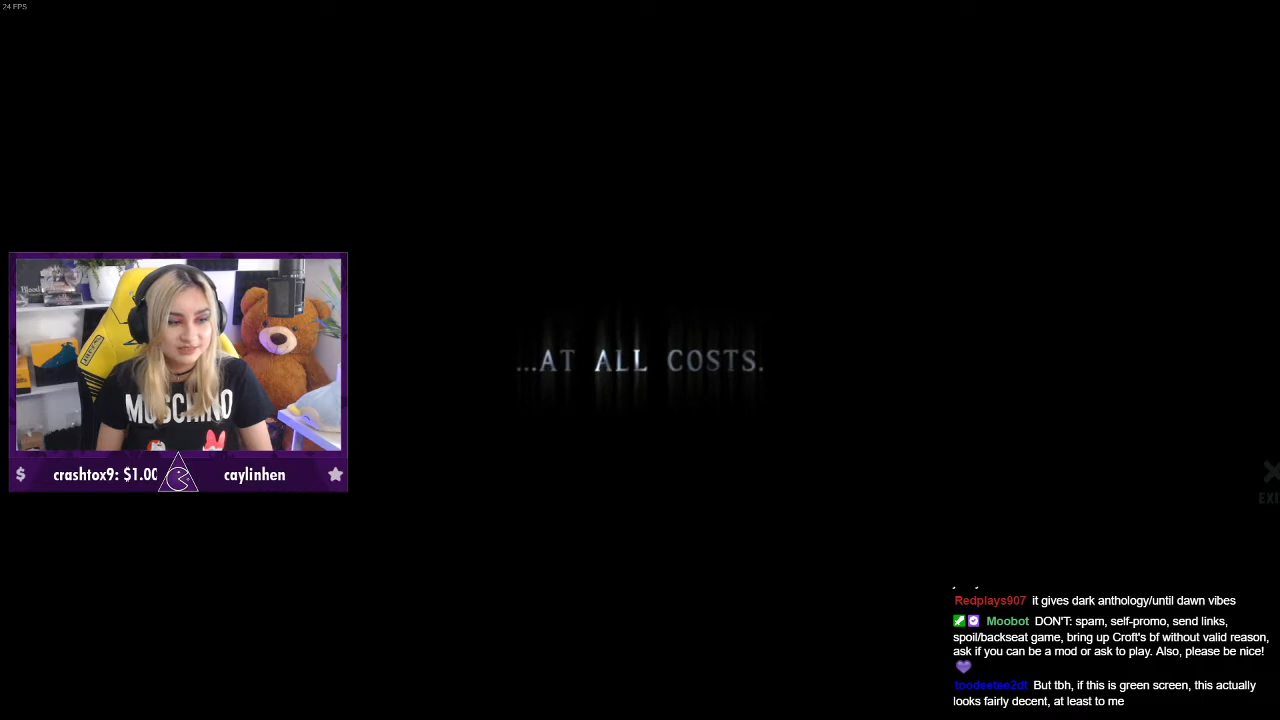 24 FPS
...AT ALL COSTS.
MOSCHINO
$ crashtox9: $1.00 caylinhen
Redplays907 it gives dark anthology/until dawn vibes
Moobot DON'T: spam, self-promo, send links,
spoil/backseat game, bring up Croft's bf without valid reason,
ask if you can be a mod or ask to play. Also, please be nice!
toodeetee2dt But tbh, if this is green screen, this actually
looks fairly decent, at least to me